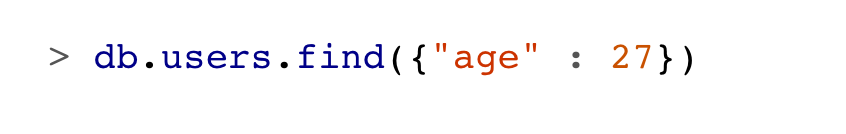 > db.users.find({"age" : 27})